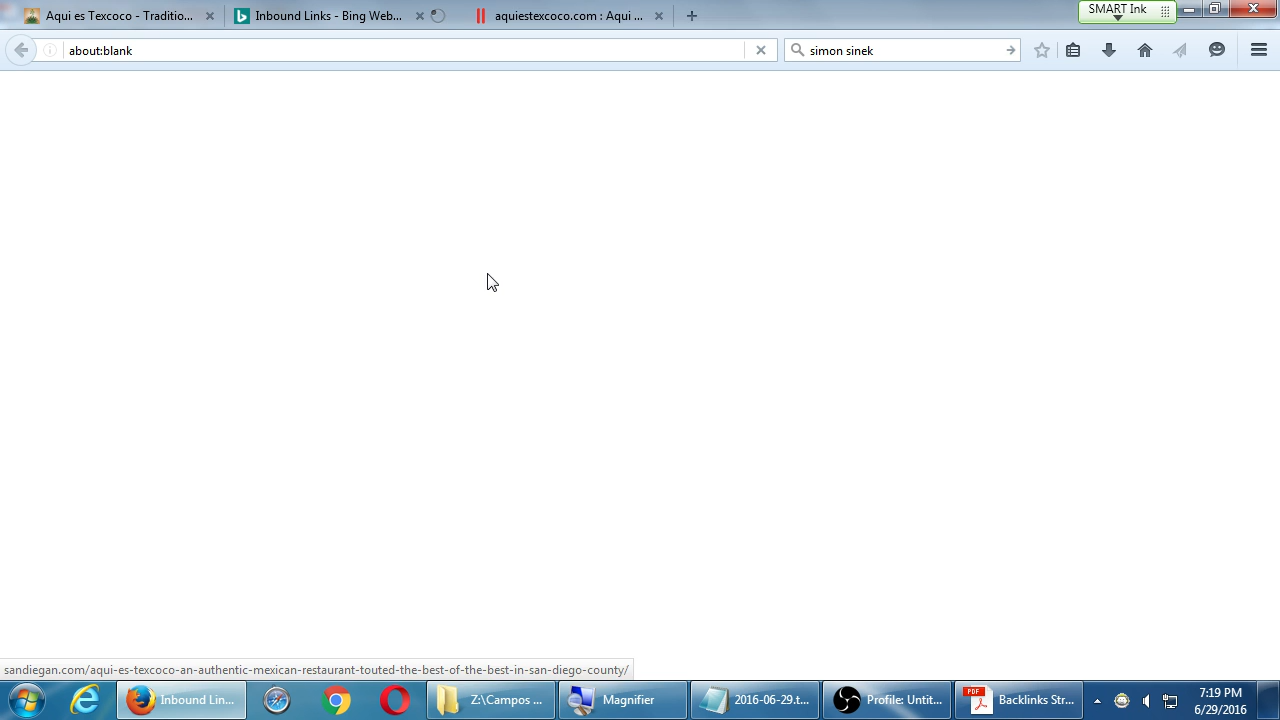 Aqui es Texcoco - Traditio...
Inbound Links - Bing Web...
aquiestexcoco.com : Aqui ...
SMART Ink
about:blank
simon sinek
sandiegan.com/aqui-es-texcoco-an-authentic-mexican-restaurant-touted-the-best-of-the-best-in-san-diego-county/
Inbound Lin...
Z:\Campos ...
Magnifier
2016-06-29.t...
Profile: Untit...
PDF
Backlinks Str...
7:19 PM
6/29/2016